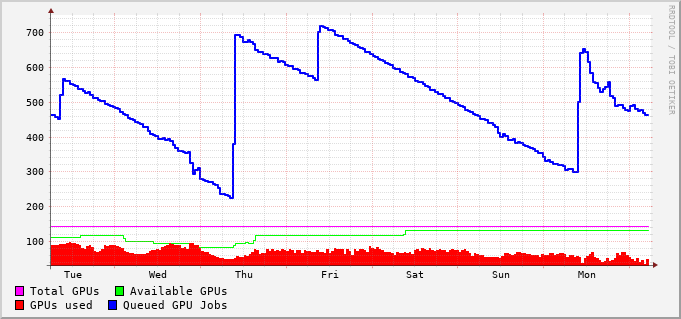 700
600
500
400
300
200
100
Tue Wed Thu Fri Sat Sun Mon
Total GPUs Available GPUs
GPUs used Queued GPU Jobs
RRDTOOL / TOBI OETIKER